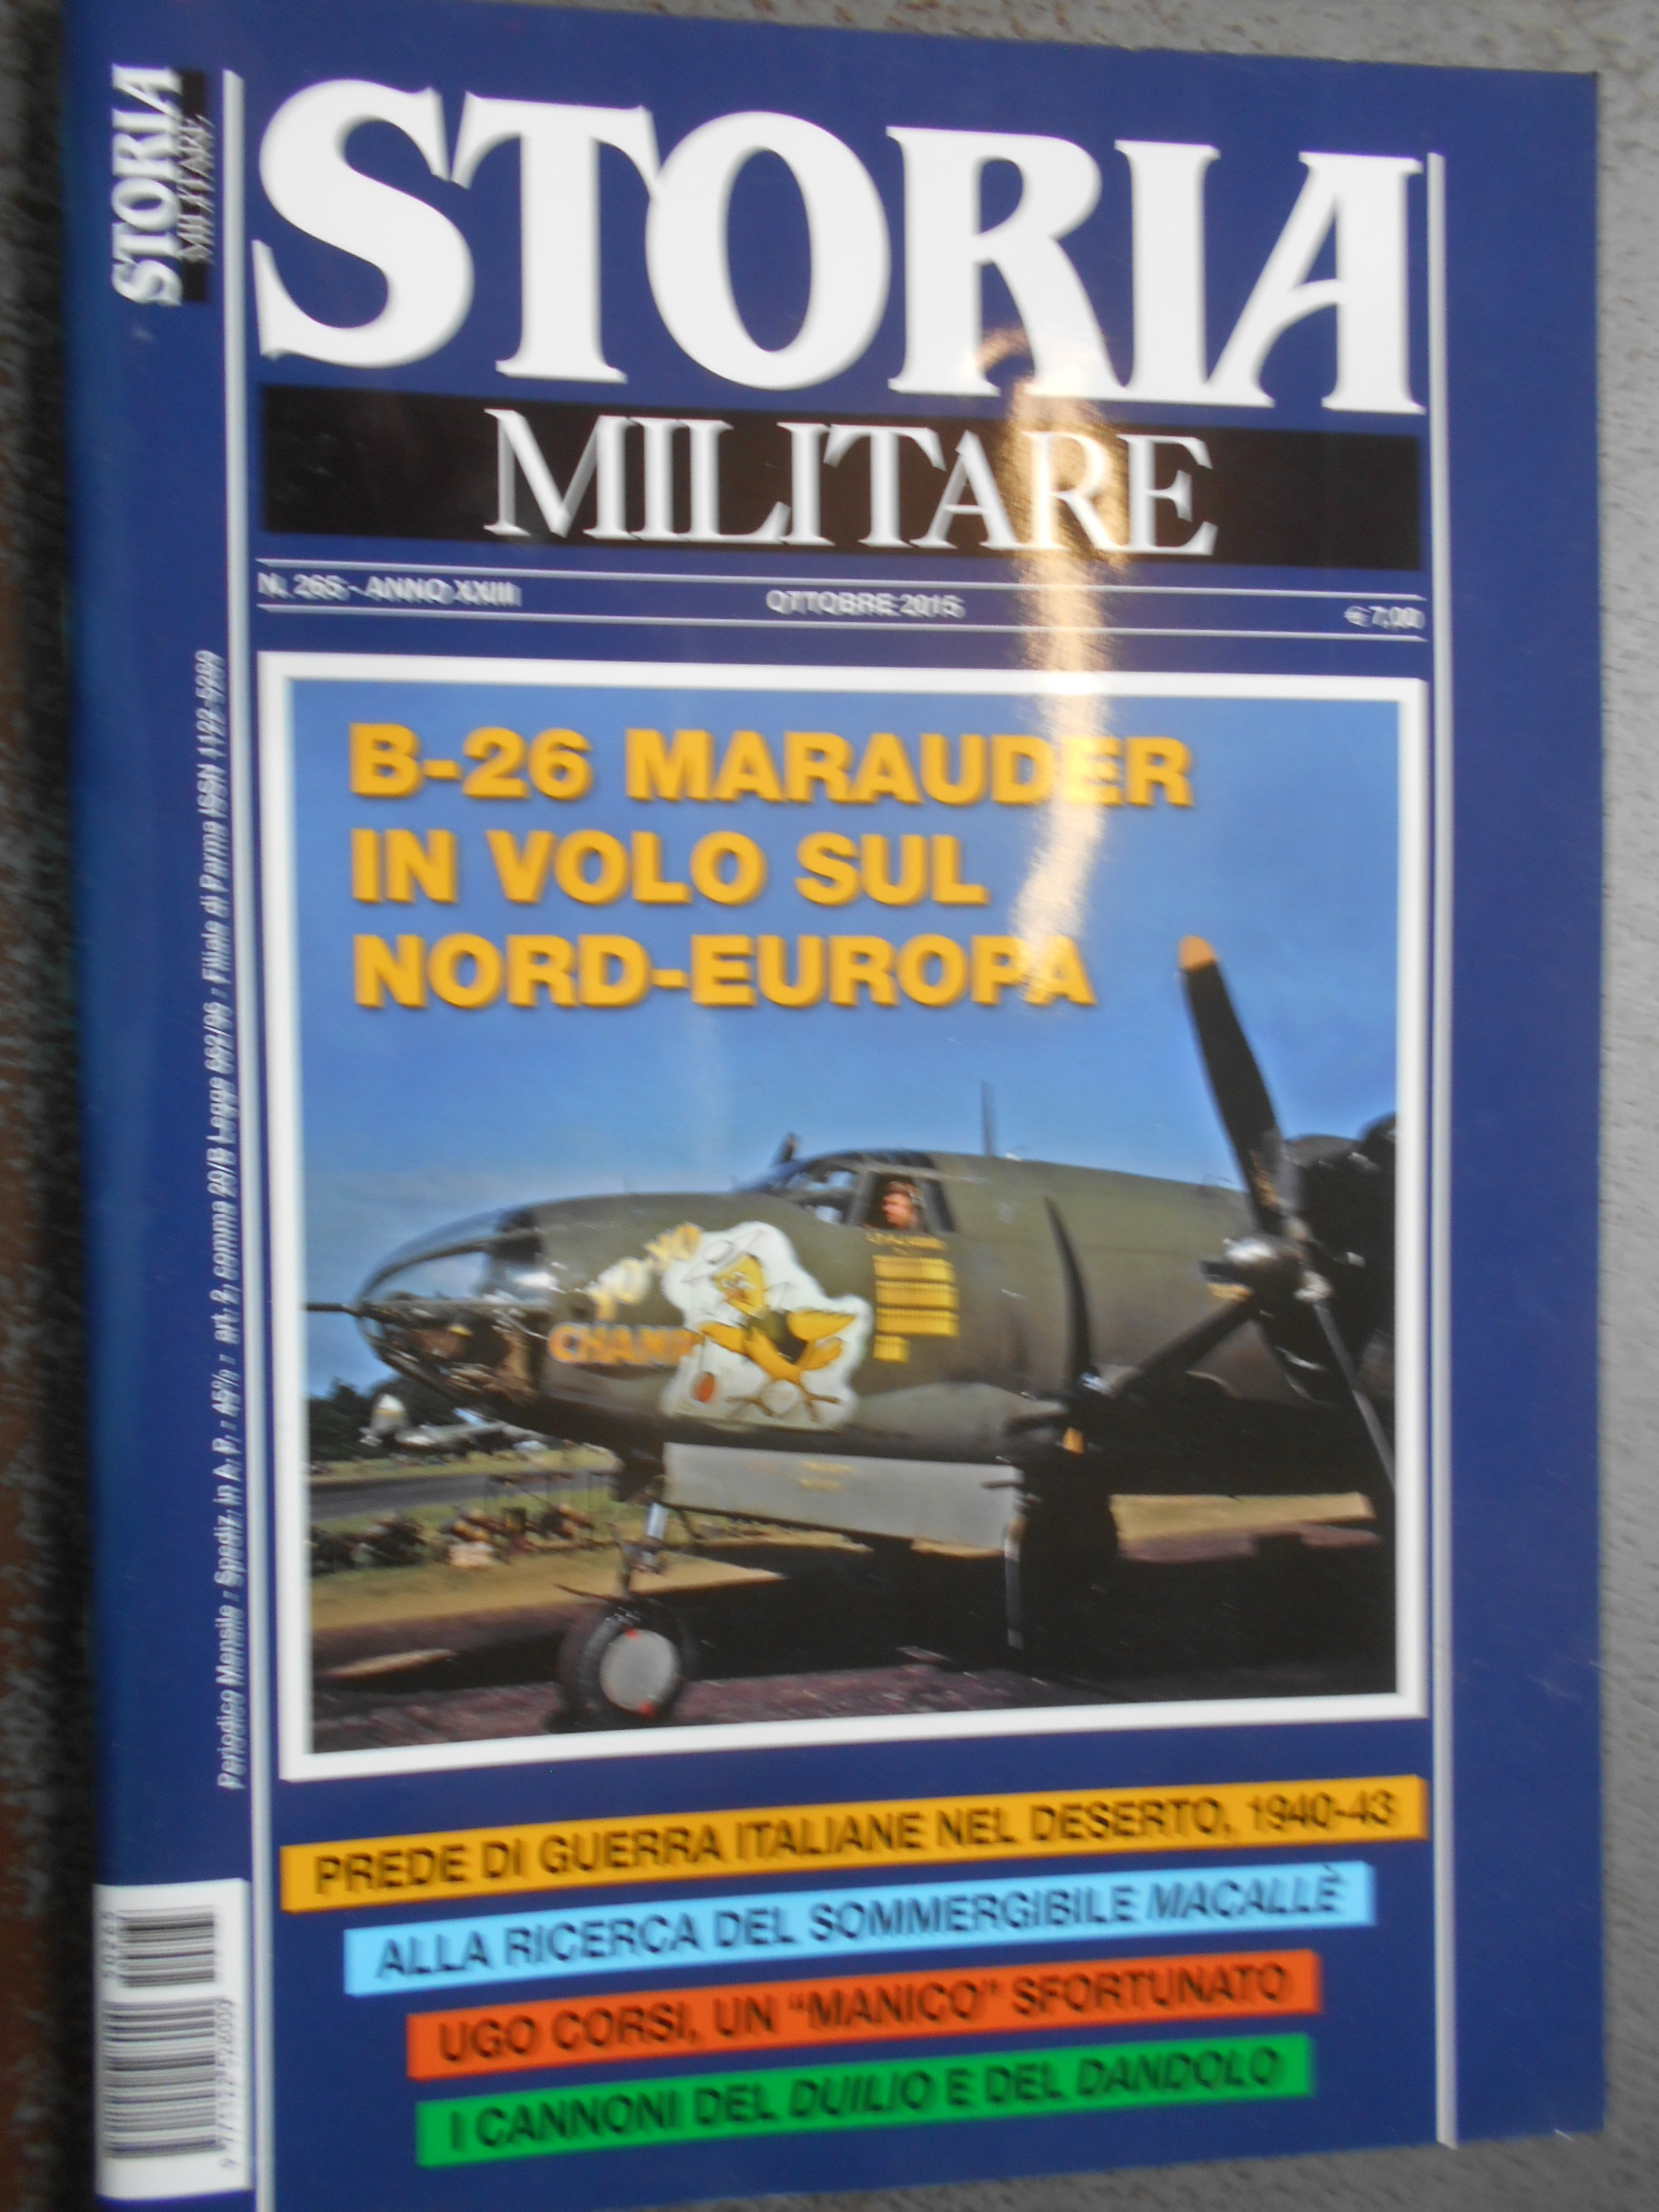 STORIA
MILITARE
STORIA
MILITARE
N. 265 - ANNO XXIII
OTTOBRE 2015
€ 7,00
B-26 MARAUDER
IN VOLO SUL
NORD-EUROPA
YO-YO
CHAMP
PREDE DI GUERRA ITALIANE NEL DESERTO, 1940-43
ALLA RICERCA DEL SOMMERGIBILE MACALLÈ
UGO CORSI, UN “MANICO” SFORTUNATO
I CANNONI DEL DUILIO E DEL DANDOLO
Periodico Mensile - Spediz. in A. P. - 45% - art. 2, comma 20/B Legge 662/96 - Filiale di Parma ISSN 1122-5289
9 771122 528003